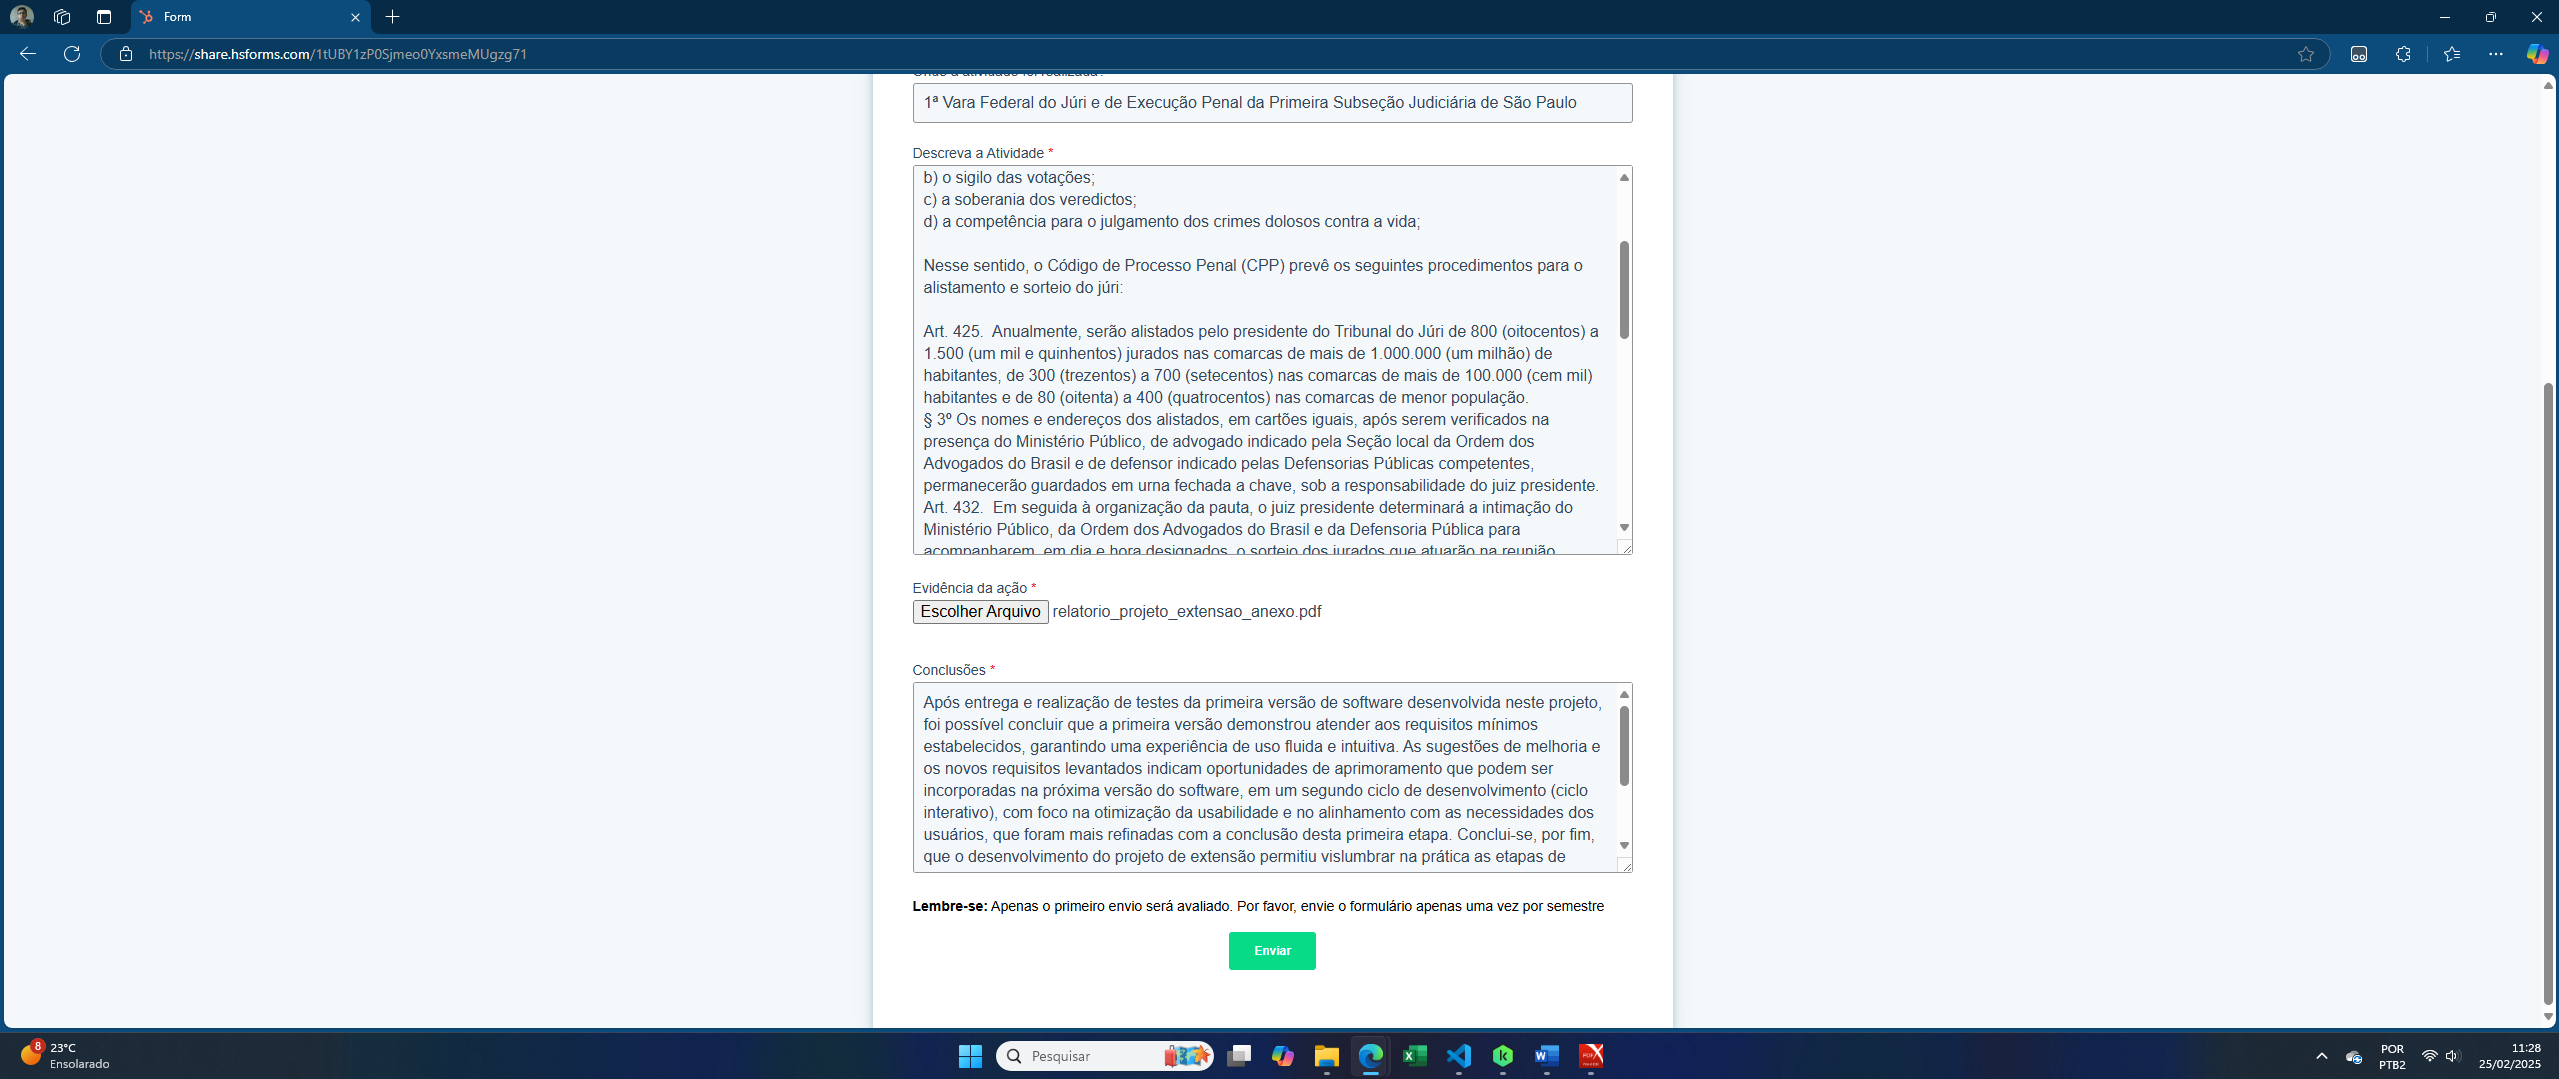 Form
https://share.hsforms.com/1tUBY1zP0Sjmeo0YxsmeMUgzg71
1ª Vara Federal do Júri e de Execução Penal da Primeira Subseção Judiciária de São Paulo
Descreva a Atividade *
b) o sigilo das votações;
c) a soberania dos veredictos;
d) a competência para o julgamento dos crimes dolosos contra a vida;
Nesse sentido, o Código de Processo Penal (CPP) prevê os seguintes procedimentos para o
alistamento e sorteio do júri:
Art. 425.  Anualmente, serão alistados pelo presidente do Tribunal do Júri de 800 (oitocentos) a
1.500 (um mil e quinhentos) jurados nas comarcas de mais de 1.000.000 (um milhão) de
habitantes, de 300 (trezentos) a 700 (setecentos) nas comarcas de mais de 100.000 (cem mil)
habitantes e de 80 (oitenta) a 400 (quatrocentos) nas comarcas de menor população.
§ 3º Os nomes e endereços dos alistados, em cartões iguais, após serem verificados na
presença do Ministério Público, de advogado indicado pela Seção local da Ordem dos
Advogados do Brasil e de defensor indicado pelas Defensorias Públicas competentes,
permanecerão guardados em urna fechada a chave, sob a responsabilidade do juiz presidente.
Art. 432.  Em seguida à organização da pauta, o juiz presidente determinará a intimação do
Ministério Público, da Ordem dos Advogados do Brasil e da Defensoria Pública para
acompanharem, em dia e hora designados, o sorteio dos jurados que atuarão na reunião
Evidência da ação *
Escolher Arquivo relatorio_projeto_extensao_anexo.pdf
Conclusões *
Após entrega e realização de testes da primeira versão de software desenvolvida neste projeto,
foi possível concluir que a primeira versão demonstrou atender aos requisitos mínimos
estabelecidos, garantindo uma experiência de uso fluida e intuitiva. As sugestões de melhoria e
os novos requisitos levantados indicam oportunidades de aprimoramento que podem ser
incorporadas na próxima versão do software, em um segundo ciclo de desenvolvimento (ciclo
interativo), com foco na otimização da usabilidade e no alinhamento com as necessidades dos
usuários, que foram mais refinadas com a conclusão desta primeira etapa. Conclui-se, por fim,
que o desenvolvimento do projeto de extensão permitiu vislumbrar na prática as etapas de
Lembre-se: Apenas o primeiro envio será avaliado. Por favor, envie o formulário apenas uma vez por semestre
Enviar
8
23°C
Ensolarado
Pesquisar
POR
PTB2
11:28
25/02/2025